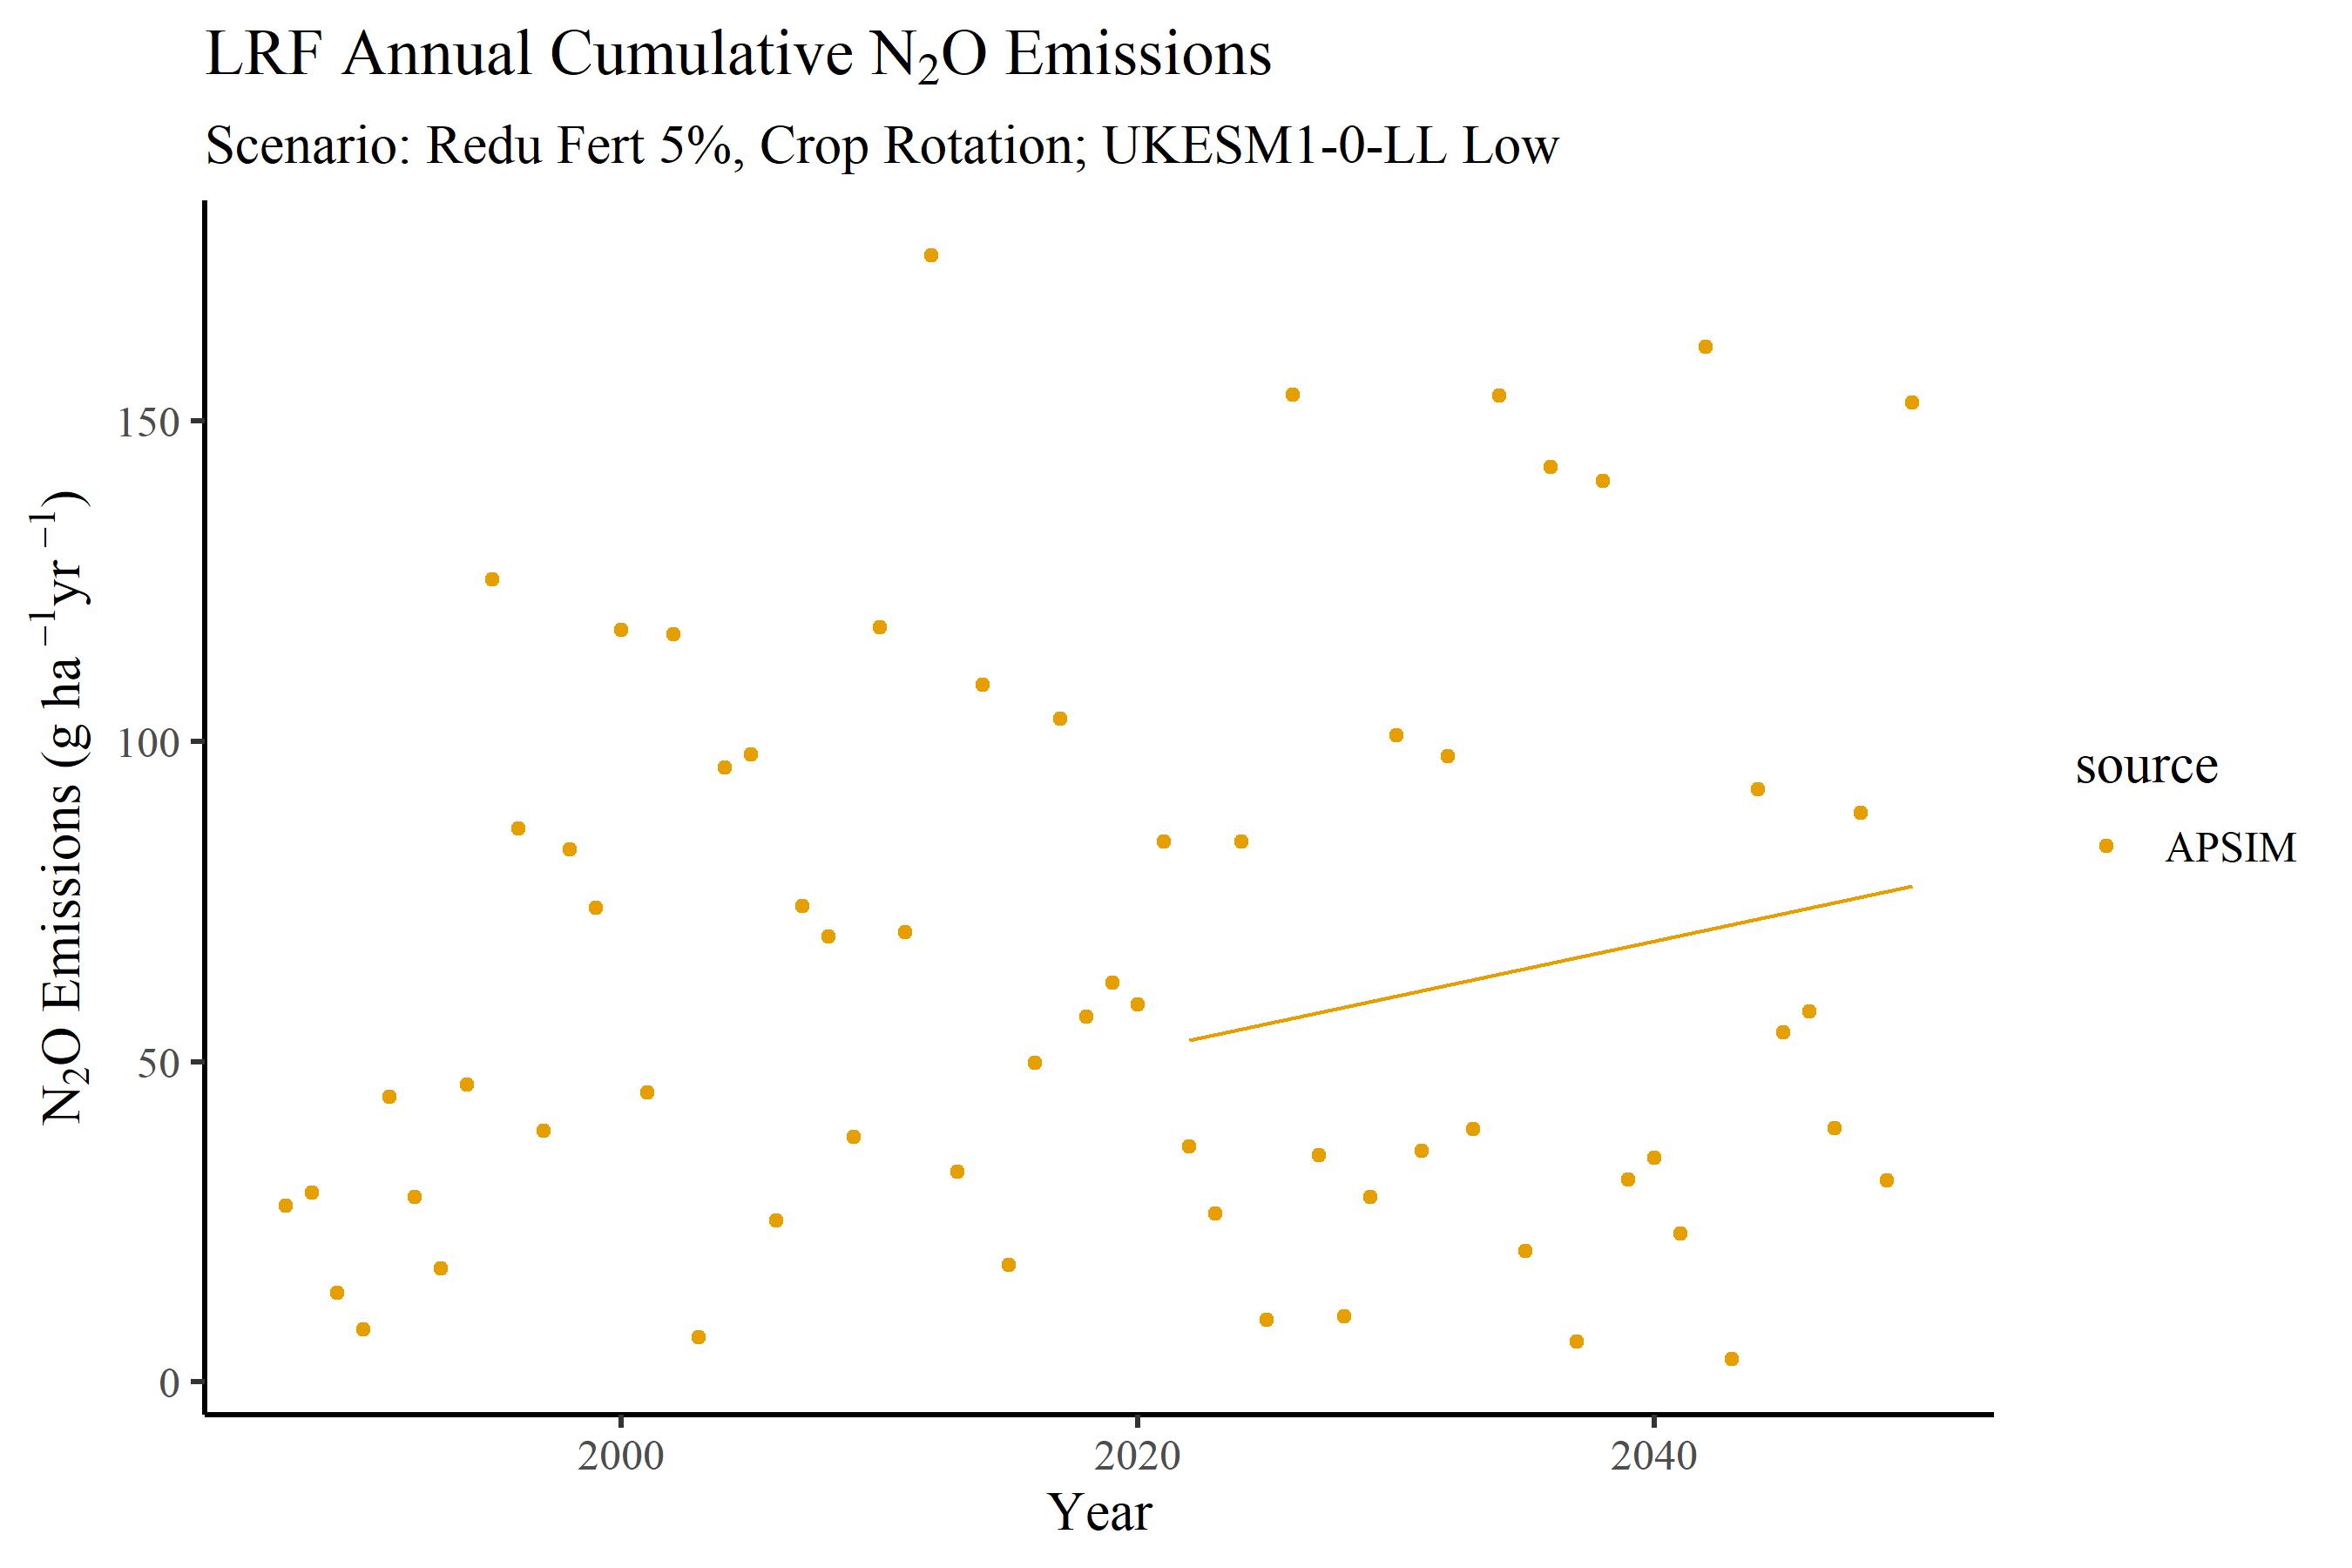 LRF Annual Cumulative N₂O Emissions
Scenario: Redu Fert 5%, Crop Rotation; UKESM1-0-LL Low
N₂O Emissions (g ha ⁻¹yr ⁻¹)
150
100
50
0
2000
2020
2040
Year
source
APSIM